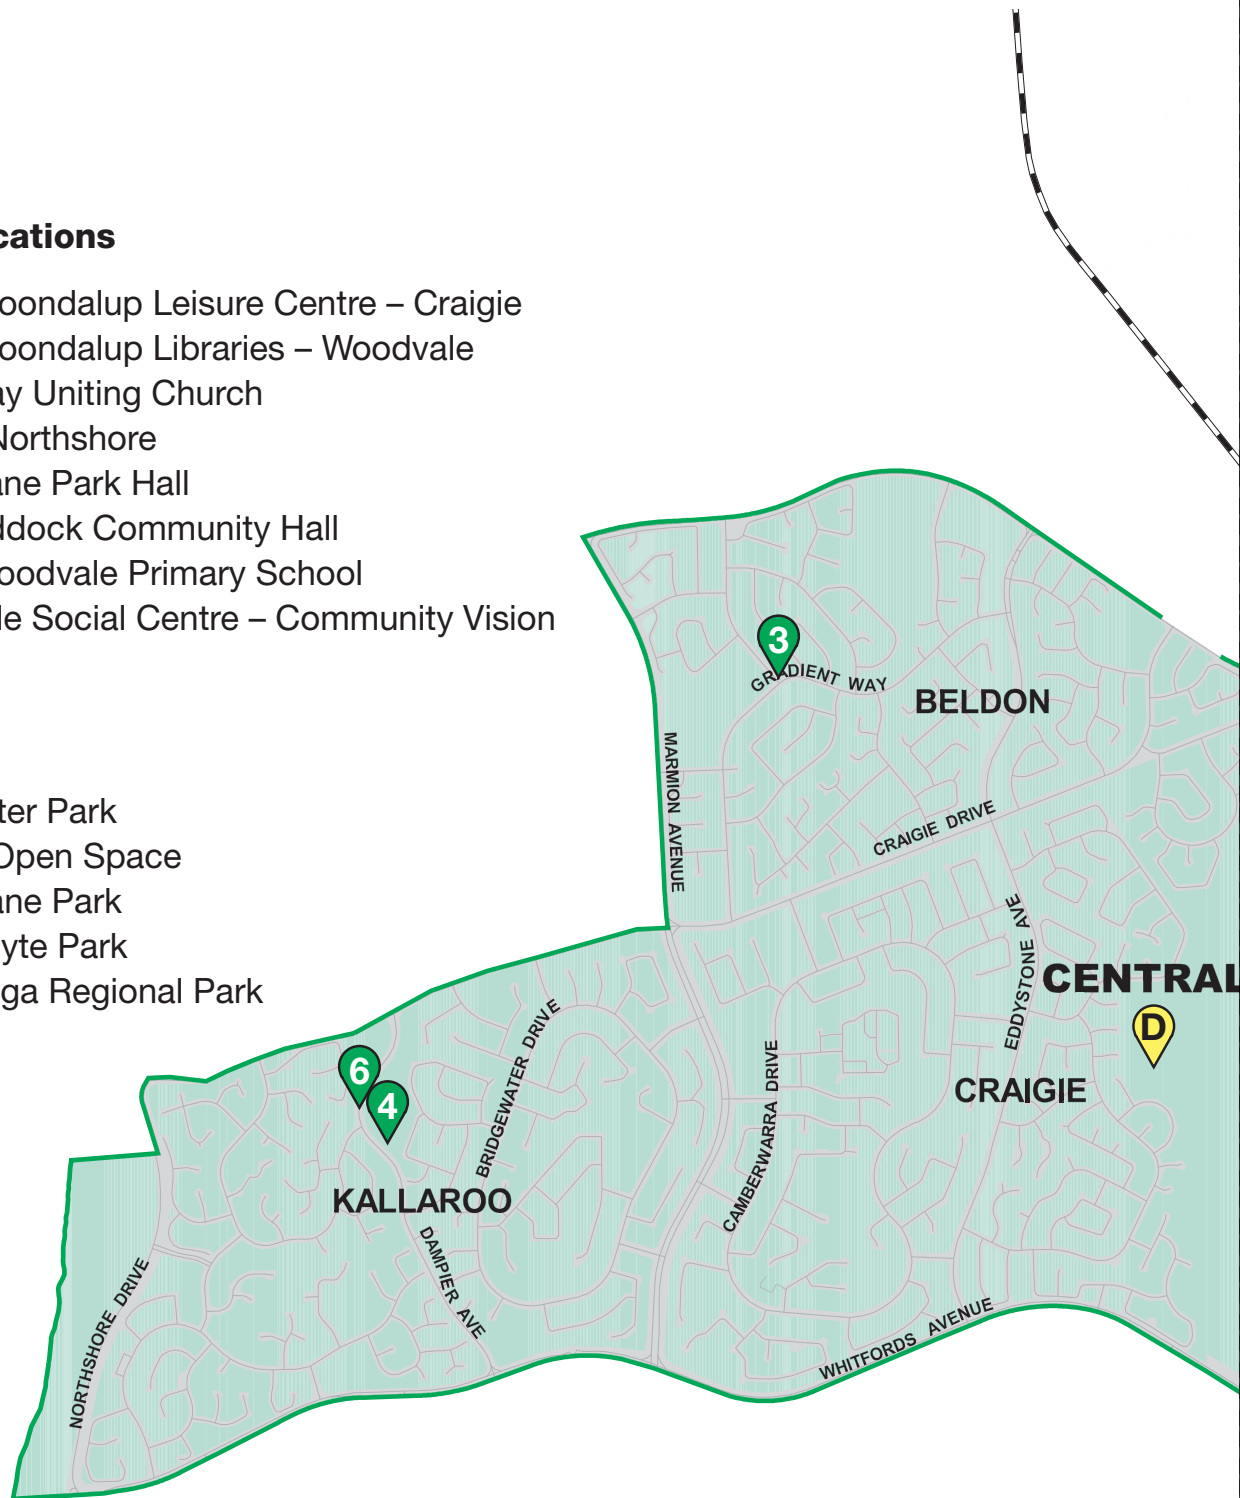 cations
oondalup Leisure Centre – Craigie
oondalup Libraries – Woodvale
ay Uniting Church
Northshore
ane Park Hall
ddock Community Hall
oodvale Primary School
le Social Centre – Community Vision
3
GRADIENT WAY
BELDON
MARMION AVENUE
ter Park
Open Space
ane Park
yte Park
ga Regional Park
CRAIGIE DRIVE
EDDYSTONE AVE
CENTRAL
D
CRAIGIE
6
4
BRIDGEWATER DRIVE
CAMBERWARRA DRIVE
KALLAROO
DAMPIER AVE
NORTHSHORE DRIVE
WHITFORDS AVENUE